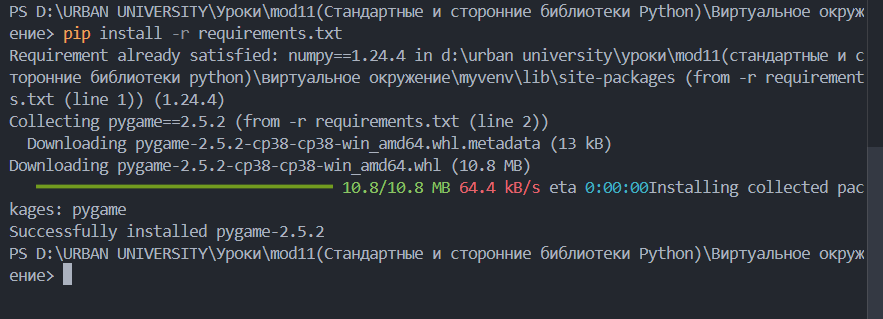 PS D:\URBAN UNIVERSITY\Уроки\mod11(Стандартные и сторонние библиотеки Python)\Виртуальное окруж
ение> pip install -r requirements.txt
Requirement already satisfied: numpy==1.24.4 in d:\urban university\уроки\mod11(стандартные и с
торонние библиотеки python)\виртуальное окружение\myvenv\lib\site-packages (from -r requirement
s.txt (line 1)) (1.24.4)
Collecting pygame==2.5.2 (from -r requirements.txt (line 2))
  Downloading pygame-2.5.2-cp38-cp38-win_amd64.whl.metadata (13 kB)
Downloading pygame-2.5.2-cp38-cp38-win_amd64.whl (10.8 MB)
10.8/10.8 MB 64.4 kB/s eta 0:00:00Installing collected pac
kages: pygame
Successfully installed pygame-2.5.2
PS D:\URBAN UNIVERSITY\Уроки\mod11(Стандартные и сторонние библиотеки Python)\Виртуальное окруж
ение>